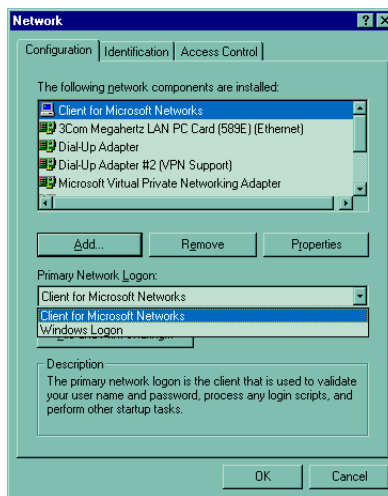 Network
Configuration Identification Access Control
The following network components are installed:
Client for Microsoft Networks
3Com Megahertz LAN PC Card (589E) (Ethernet)
Dial-Up Adapter
Dial-Up Adapter #2 (VPN Support)
Microsoft Virtual Private Networking Adapter
Add... Remove Properties
Primary Network Logon:
Client for Microsoft Networks
Client for Microsoft Networks
Windows Logon
Description
The primary network logon is the client that is used to validate
your user name and password, process any login scripts, and
perform other startup tasks.
OK Cancel